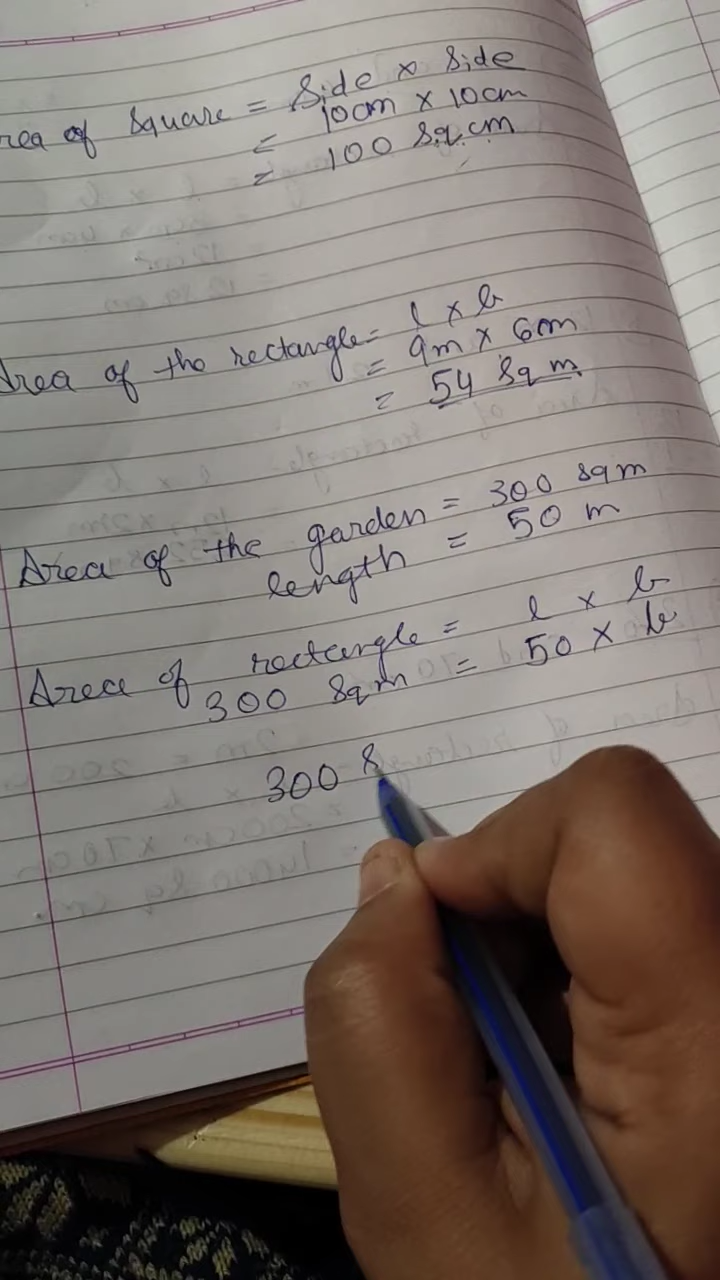 rea of square = Side × Side
= 10cm × 10cm
= 100 sq.cm
Area of the rectangle = l × b
= 9m × 6m
= 54 sq m
Area of the garden = 300 sqm
length = 50 m
Area of rectangle = l × b
300 sqm = 50 × b
300 s